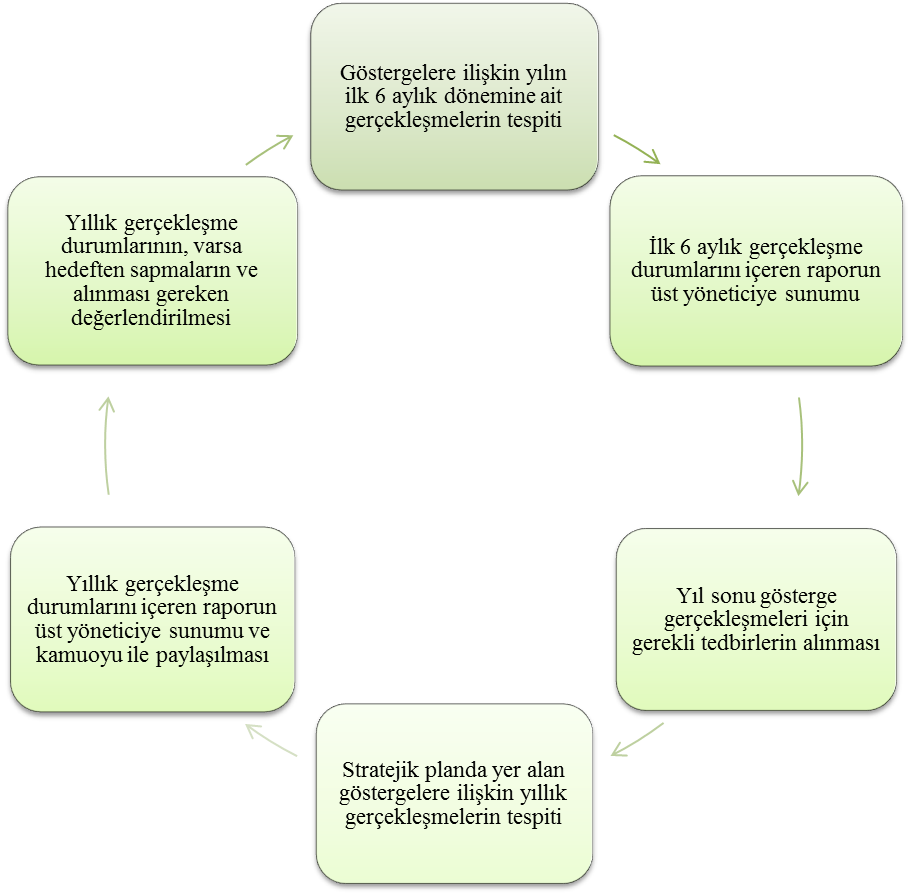 Göstergelere ilişkin yılın
ilk 6 aylık dönemine ait
gerçekleşmelerin tespiti
İlk 6 aylık gerçekleşme
durumlarını içeren raporun
üst yöneticiye sunumu
Yıl sonu gösterge
gerçekleşmeleri için
gerekli tedbirlerin alınması
Stratejik planda yer alan
göstergelere ilişkin yıllık
gerçekleşmelerin tespiti
Yıllık gerçekleşme
durumlarını içeren raporun
üst yöneticiye sunumu ve
kamuoyu ile paylaşılması
Yıllık gerçekleşme
durumlarının, varsa
hedeften sapmaların ve
alınması gereken
değerlendirilmesi